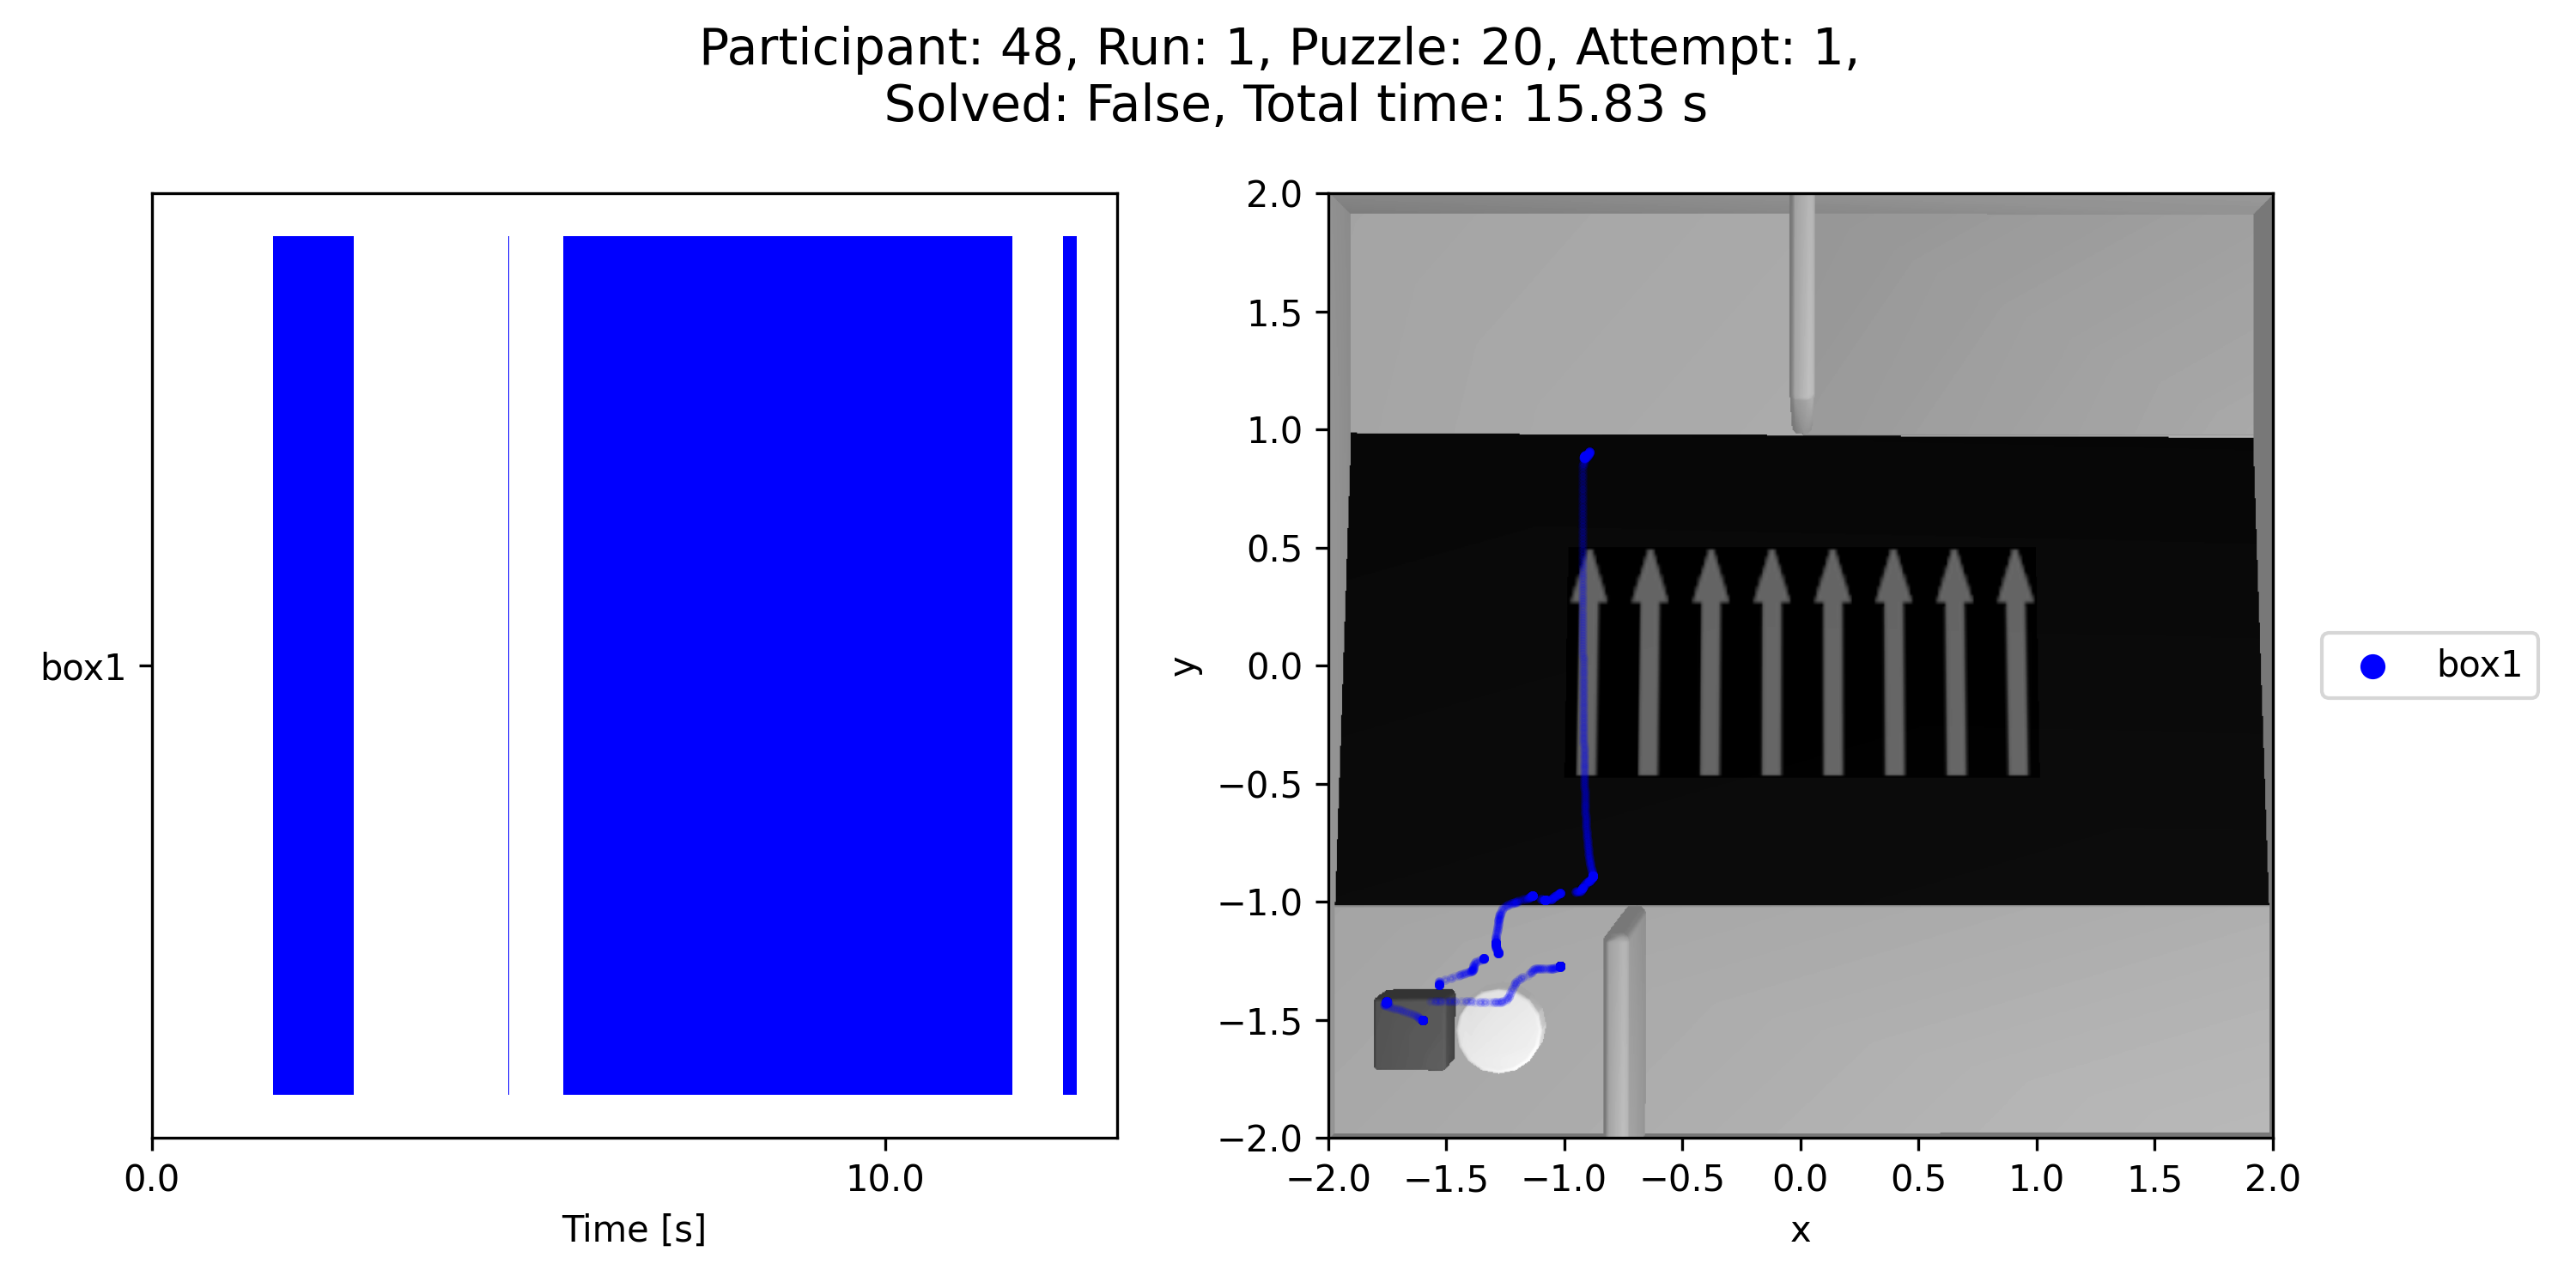 Participant: 48, Run: 1, Puzzle: 20, Attempt: 1,
Solved: False, Total time: 15.83 s
box1
0.0
10.0
Time [s]
2.0
1.5
1.0
0.5
0.0
−0.5
−1.0
−1.5
−2.0
y
−2.0
−1.5
−1.0
−0.5
0.0
0.5
1.0
1.5
2.0
x
box1